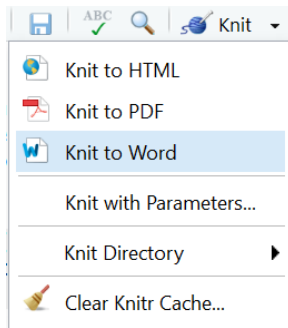 ABC Knit
Knit to HTML
Knit to PDF
W Knit to Word
Knit with Parameters...
Knit Directory
Clear Knitr Cache...